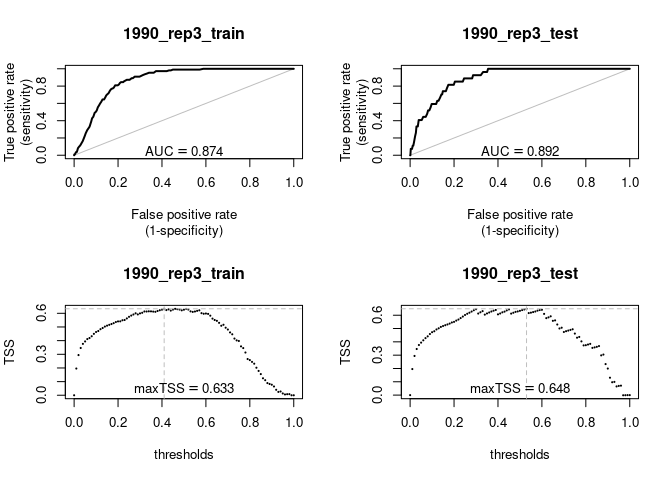 1990_rep3_train
True positive rate
(sensitivity)
0.0 0.4 0.8
AUC = 0.874
0.0 0.2 0.4 0.6 0.8 1.0
False positive rate
(1-specificity)
1990_rep3_test
True positive rate
(sensitivity)
0.0 0.4 0.8
AUC = 0.892
0.0 0.2 0.4 0.6 0.8 1.0
False positive rate
(1-specificity)
1990_rep3_train
TSS
0.0 0.3 0.6
maxTSS = 0.633
0.0 0.2 0.4 0.6 0.8 1.0
thresholds
1990_rep3_test
TSS
0.0 0.3 0.6
maxTSS = 0.648
0.0 0.2 0.4 0.6 0.8 1.0
thresholds